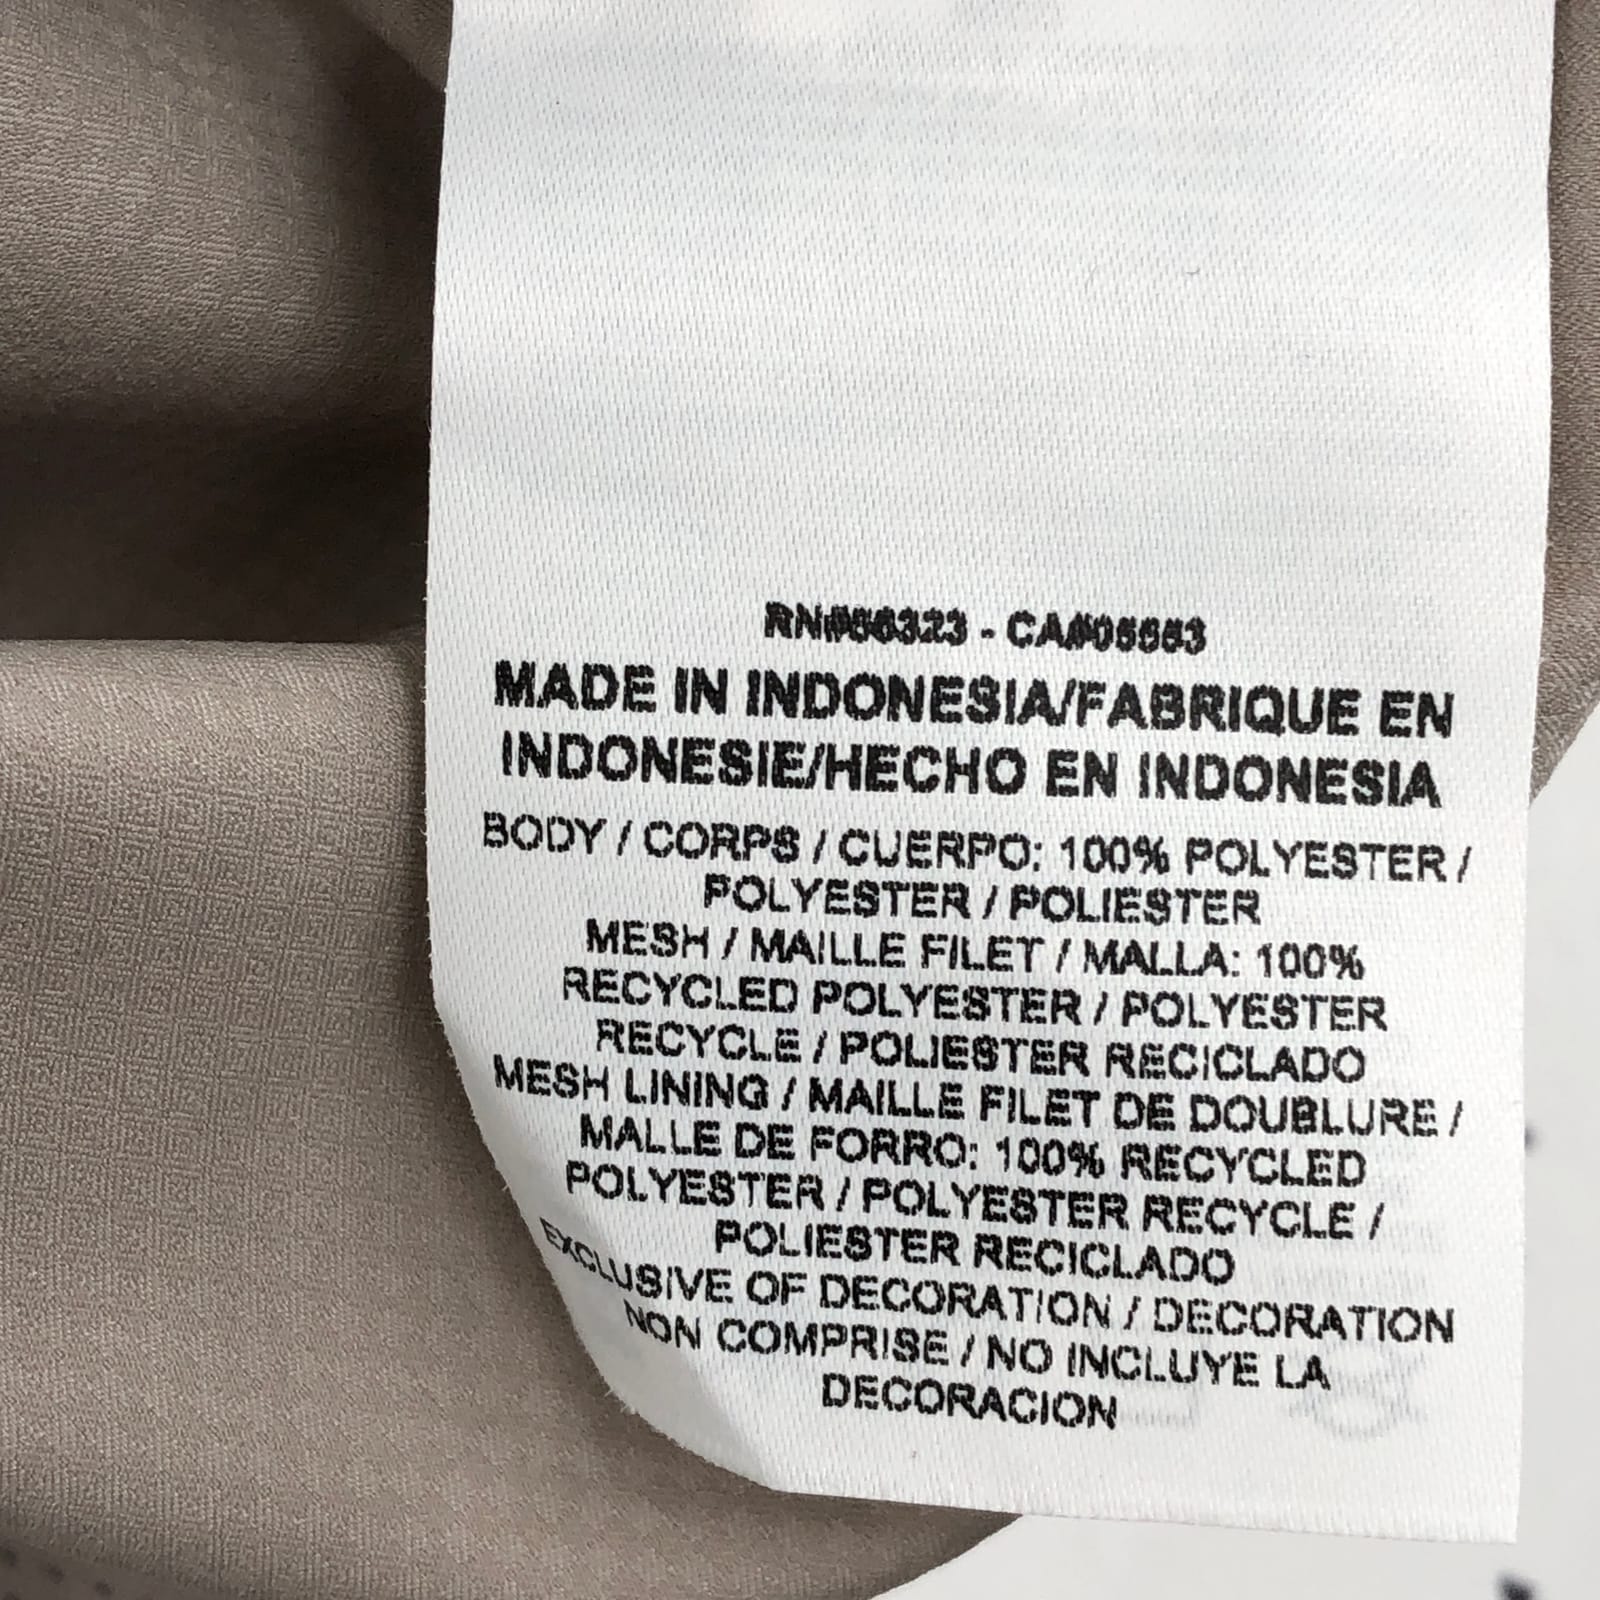 RN#56323 - CA#05553
MADE IN INDONESIA/FABRIQUE EN
INDONESIE/HECHO EN INDONESIA
BODY / CORPS / CUERPO: 100% POLYESTER /
POLYESTER / POLIESTER
MESH / MAILLE FILET / MALLA: 100%
RECYCLED POLYESTER / POLYESTER
RECYCLE / POLIESTER RECICLADO
MESH LINING / MAILLE FILET DE DOUBLURE /
MALLE DE FORRO: 100% RECYCLED
POLYESTER / POLYESTER RECYCLE /
POLIESTER RECICLADO
EXCLUSIVE OF DECORATION / DECORATION
NON COMPRISE / NO INCLUYE LA
DECORACION